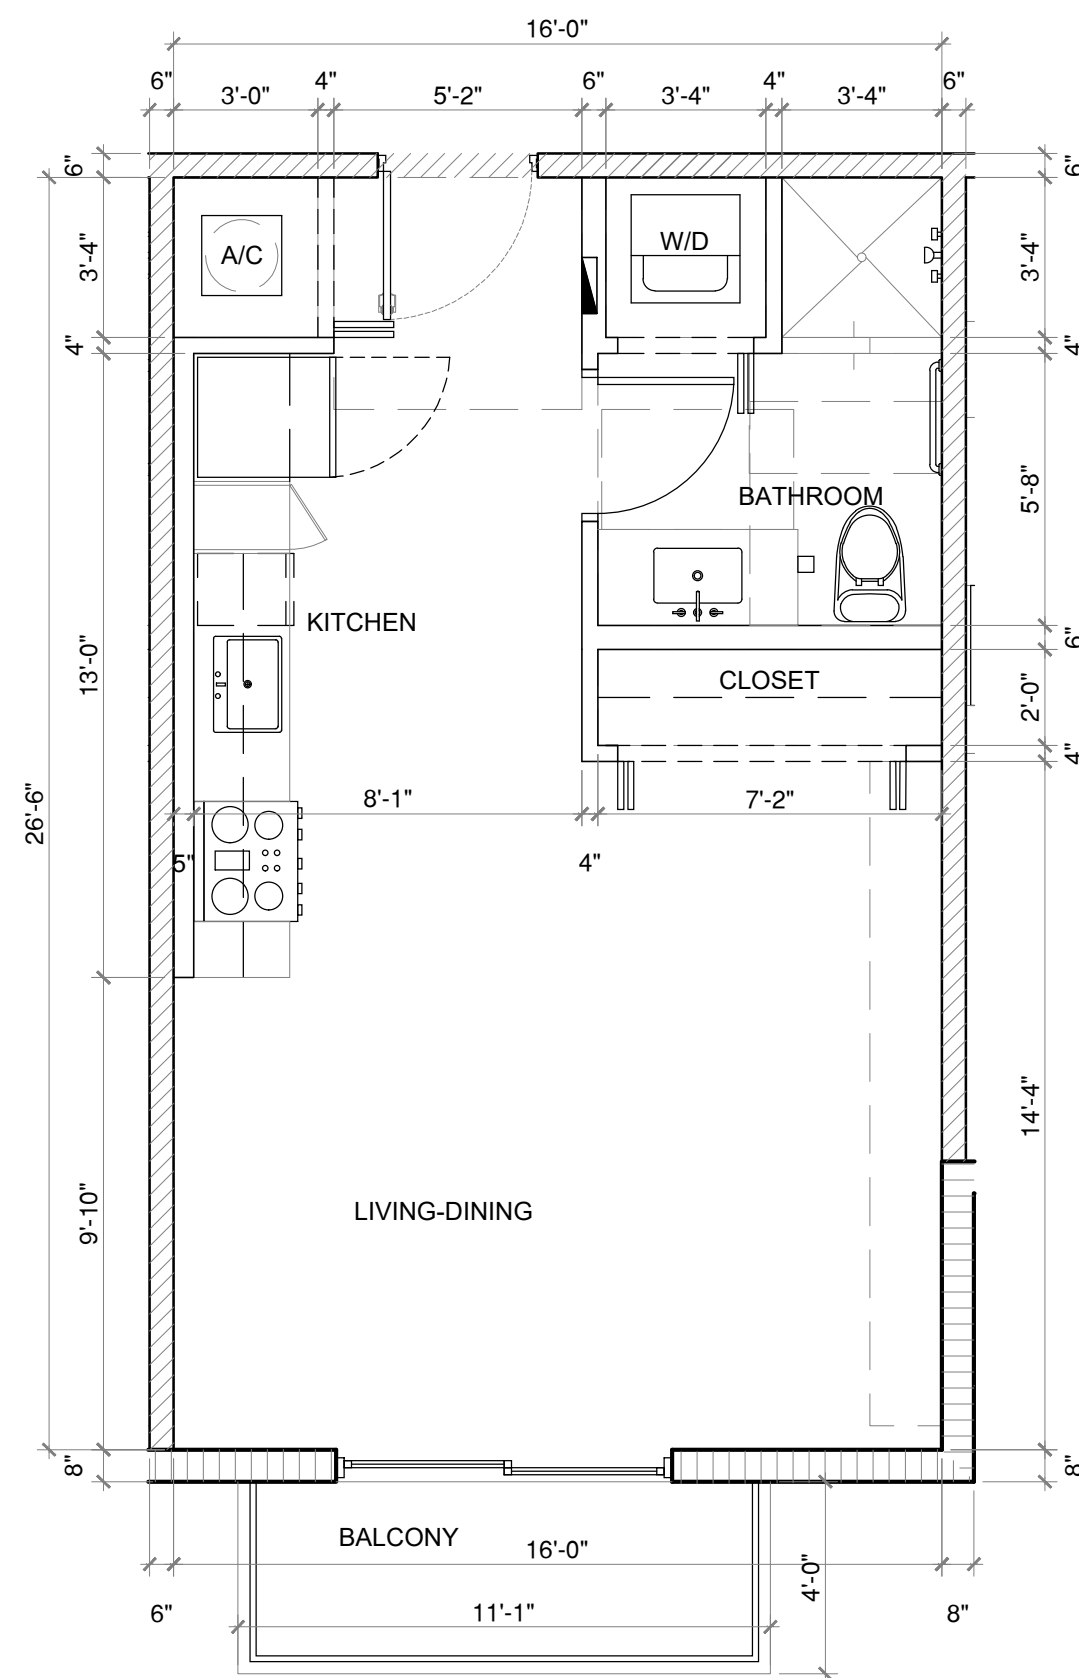 16'-0"
6" 3'-0" 4" 5'-2" 6" 3'-4" 4" 3'-4" 6"
6" 6"
3'-4" A/C W/D 3'-4"
4" 4"
BATHROOM 5'-8"
13'-0" KITCHEN 6"
CLOSET 2'-0"
4"
26'-6" 8'-1" 7'-2"
5" 4"
14'-4"
9'-10" LIVING-DINING
8" 8"
BALCONY
16'-0"
4'-0"
6" 11'-1" 8"